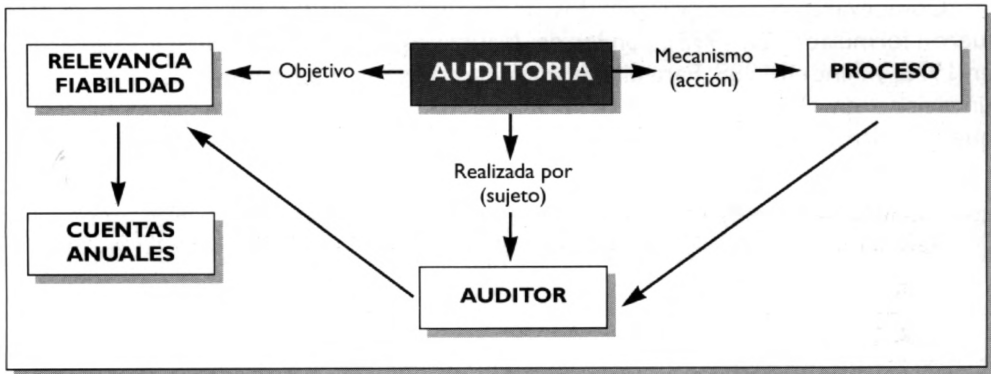 RELEVANCIA
FIABILIDAD
Objetivo
AUDITORIA
Mecanismo
(acción)
PROCESO
Realizada por
(sujeto)
CUENTAS
ANUALES
AUDITOR